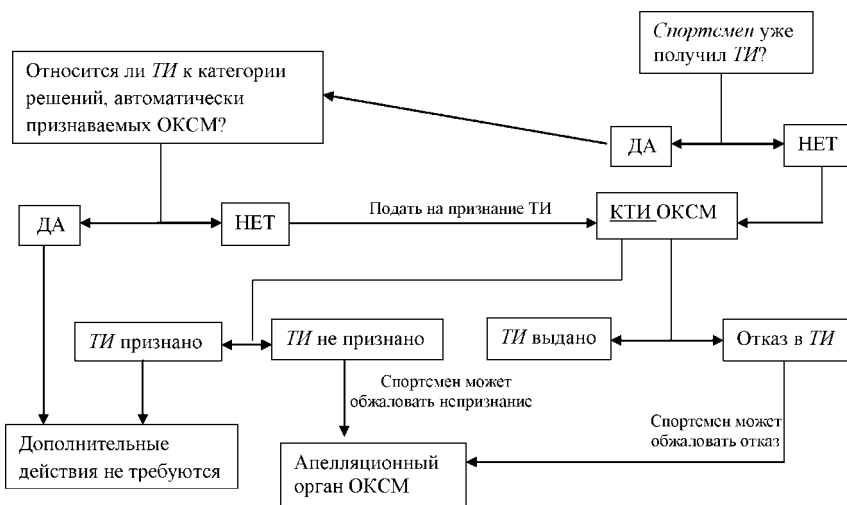 Спортсмен уже
получил ТИ?
Относится ли ТИ к категории
решений, автоматически
признаваемых ОКСМ?
ДА
НЕТ
ДА
НЕТ
Подать на признание ТИ
КТИ ОКСМ
ТИ признано
ТИ не признано
ТИ выдано
Отказ в ТИ
Спортсмен может
обжаловать непризнание
Спортсмен может
обжаловать отказ
Дополнительные
действия не требуются
Апелляционный
орган ОКСМ